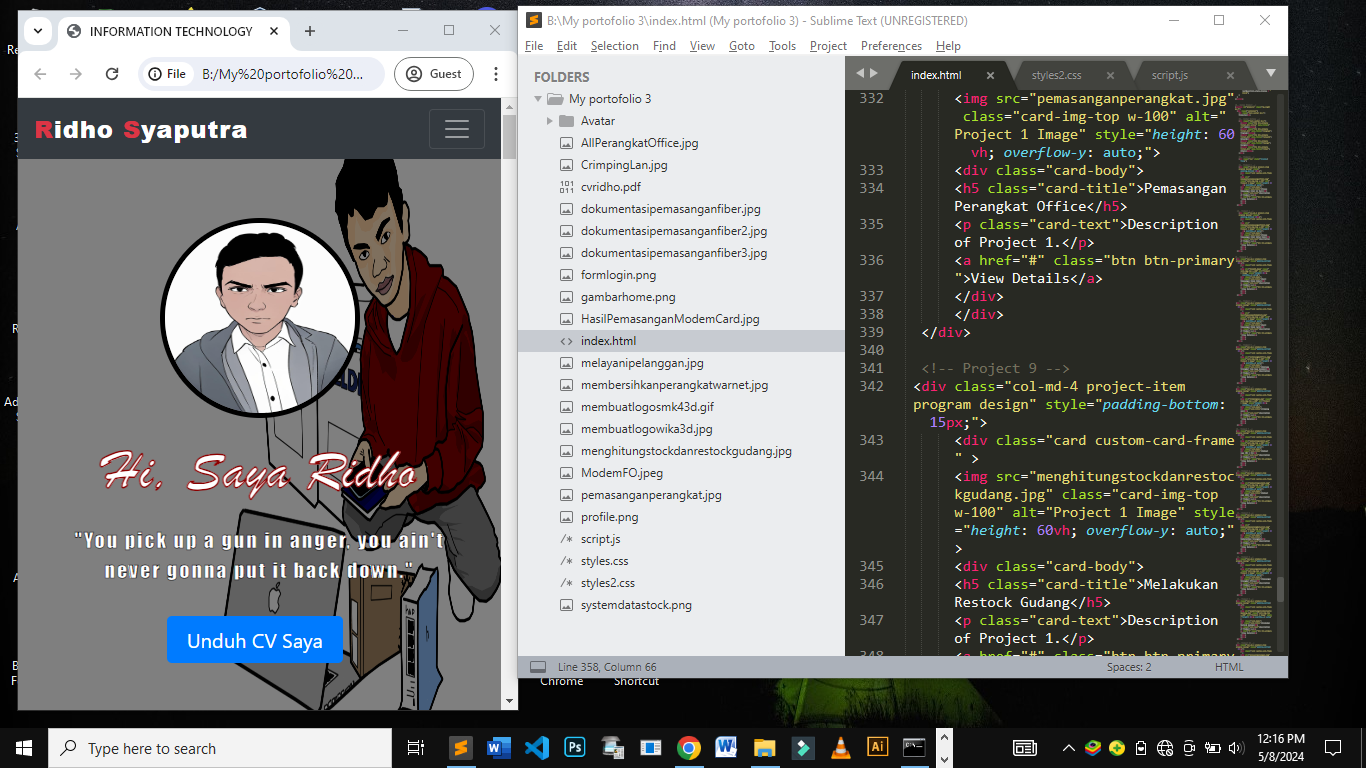 INFORMATION TECHNOLOGY
File
B:/My%20portofolio%20...
Guest
Ridho Syaputra
Hi, Saya Ridho
"You pick up a gun in anger, you ain't
never gonna put it back down."
Unduh CV Saya
B:\My portofolio 3\index.html (My portofolio 3) - Sublime Text (UNREGISTERED)
File Edit Selection Find View Goto Tools Project Preferences Help
FOLDERS
My portofolio 3
Avatar
AllPerangkatOffice.jpg
CrimpingLan.jpg
cvridho.pdf
dokumentasipemasanganfiber.jpg
dokumentasipemasanganfiber2.jpg
dokumentasipemasanganfiber3.jpg
formlogin.png
gambarhome.png
HasilPemasanganModemCard.jpg
index.html
melayanipelanggan.jpg
membersihkanperangkatwarnet.jpg
membuatlogosmk43d.gif
membuatlogowika3d.jpg
menghitungstockdanrestockgudang.jpg
ModemFO.jpeg
pemasanganperangkat.jpg
profile.png
script.js
styles.css
styles2.css
systemdatastock.png
index.html styles2.css script.js
332 <img src="pemasanganperangkat.jpg"
class="card-img-top w-100" alt="
Project 1 Image" style="height: 60
vh; overflow-y: auto;">
333 <div class="card-body">
334 <h5 class="card-title">Pemasangan
Perangkat Office</h5>
335 <p class="card-text">Description
of Project 1.</p>
336 <a href="#" class="btn btn-primary
">View Details</a>
337 </div>
338 </div>
339 </div>
340
341 <!-- Project 9 -->
342 <div class="col-md-4 project-item
program design" style="padding-bottom:
15px;">
343 <div class="card custom-card-frame
" >
344 <img src="menghitungstockdanrestoc
kgudang.jpg" class="card-img-top
w-100" alt="Project 1 Image" style
="height: 60vh; overflow-y: auto;"
>
345 <div class="card-body">
346 <h5 class="card-title">Melakukan
Restock Gudang</h5>
347 <p class="card-text">Description
of Project 1.</p>
348 <a href="#" class="btn btn-primary
Line 358, Column 66
Spaces: 2
HTML
Chrome
Shortcut
Type here to search
12:16 PM
5/8/2024